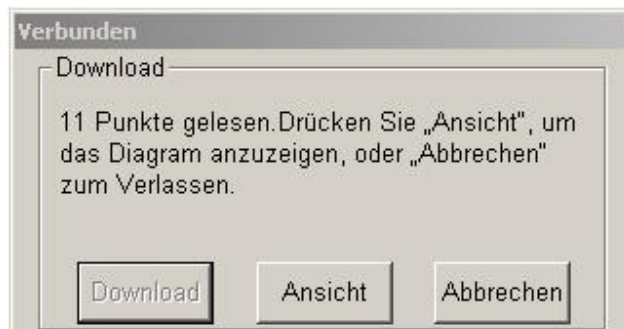 Verbunden
Download
11 Punkte gelesen.Drücken Sie „Ansicht", um
das Diagram anzuzeigen, oder „Abbrechen"
zum Verlassen.
Download Ansicht Abbrechen